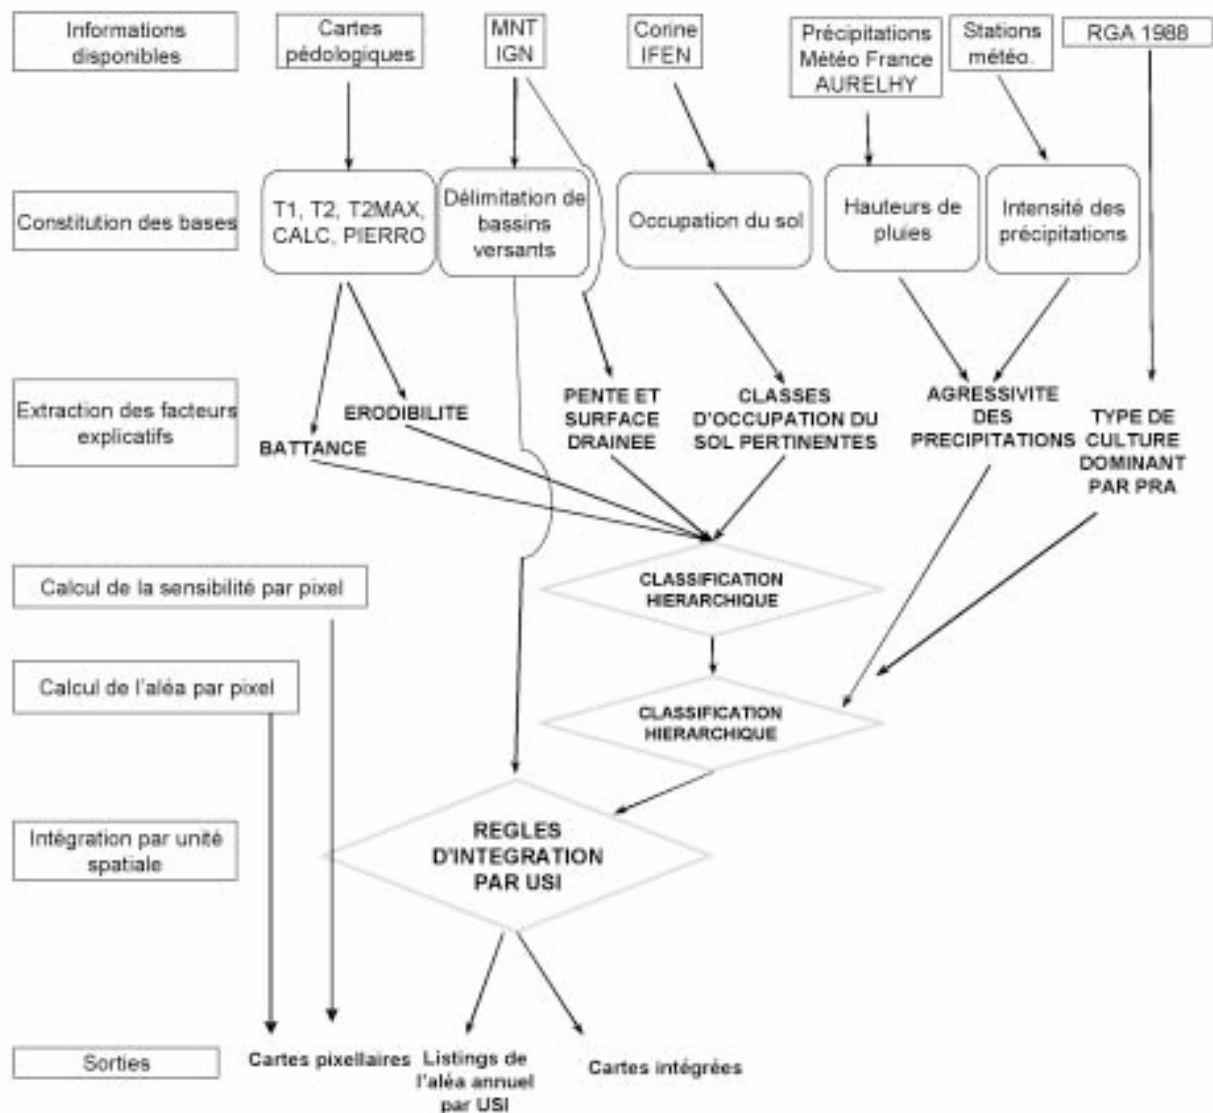 Informations
disponibles
Cartes
pédologiques
MNT
IGN
Corine
IFEN
Précipitations
Météo France
AURELHY
Stations
météo.
RGA 1988
Constitution des bases
T1, T2, T2MAX,
CALC, PIERRO
Délimitation de
bassins
versants
Occupation du sol
Hauteurs de
pluies
Intensité des
précipitations
Extraction des facteurs
explicatifs
BATTANCE
ERODIBILITE
PENTE ET
SURFACE
DRAINEE
CLASSES
D'OCCUPATION DU
SOL PERTINENTES
AGRESSIVITE
DES
PRECIPITATIONS
TYPE DE
CULTURE
DOMINANT
PAR PRA
Calcul de la sensibilité par pixel
CLASSIFICATION
HIERARCHIQUE
Calcul de l'aléa par pixel
CLASSIFICATION
HIERARCHIQUE
Intégration par unité
spatiale
REGLES
D'INTEGRATION
PAR USI
Sorties
Cartes pixellaires
Listings de
l'aléa annuel
par USI
Cartes intégrées